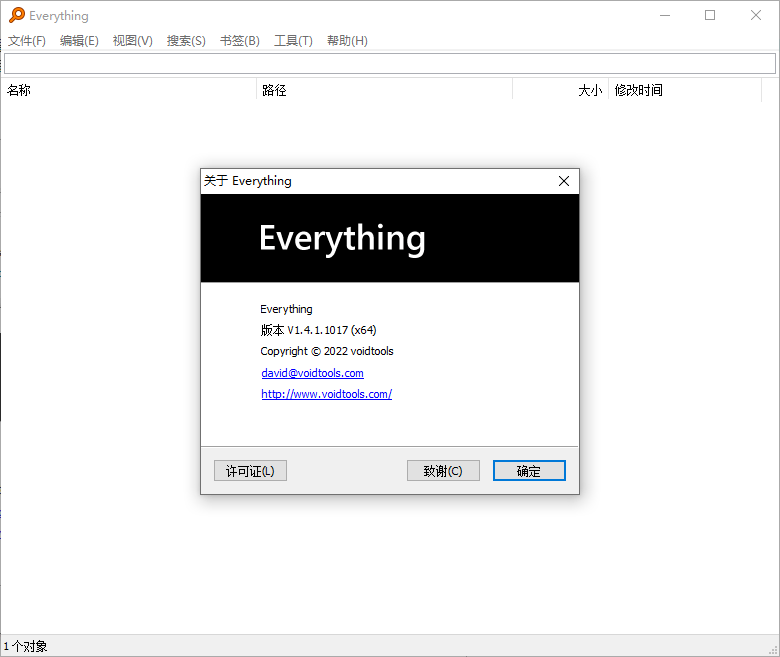 Everything
文件(F) 编辑(E) 视图(V) 搜索(S) 书签(B) 工具(T) 帮助(H)
名称 路径 大小 修改时间
关于 Everything
Everything
Everything
版本 V1.4.1.1017 (x64)
Copyright © 2022 voidtools
david@voidtools.com
http://www.voidtools.com/
许可证(L) 致谢(C) 确定
1 个对象